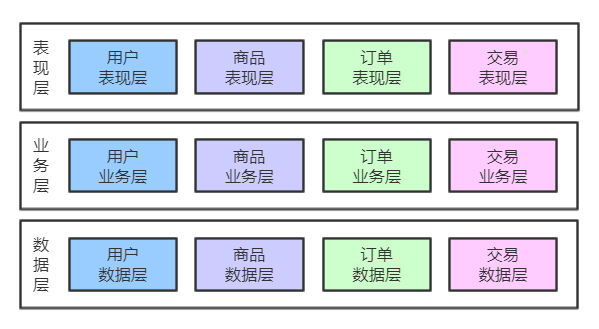 表
现
层
用户
表现层
商品
表现层
订单
表现层
交易
表现层
业
务
层
用户
业务层
商品
业务层
订单
业务层
交易
业务层
数
据
层
用户
数据层
商品
数据层
订单
数据层
交易
数据层